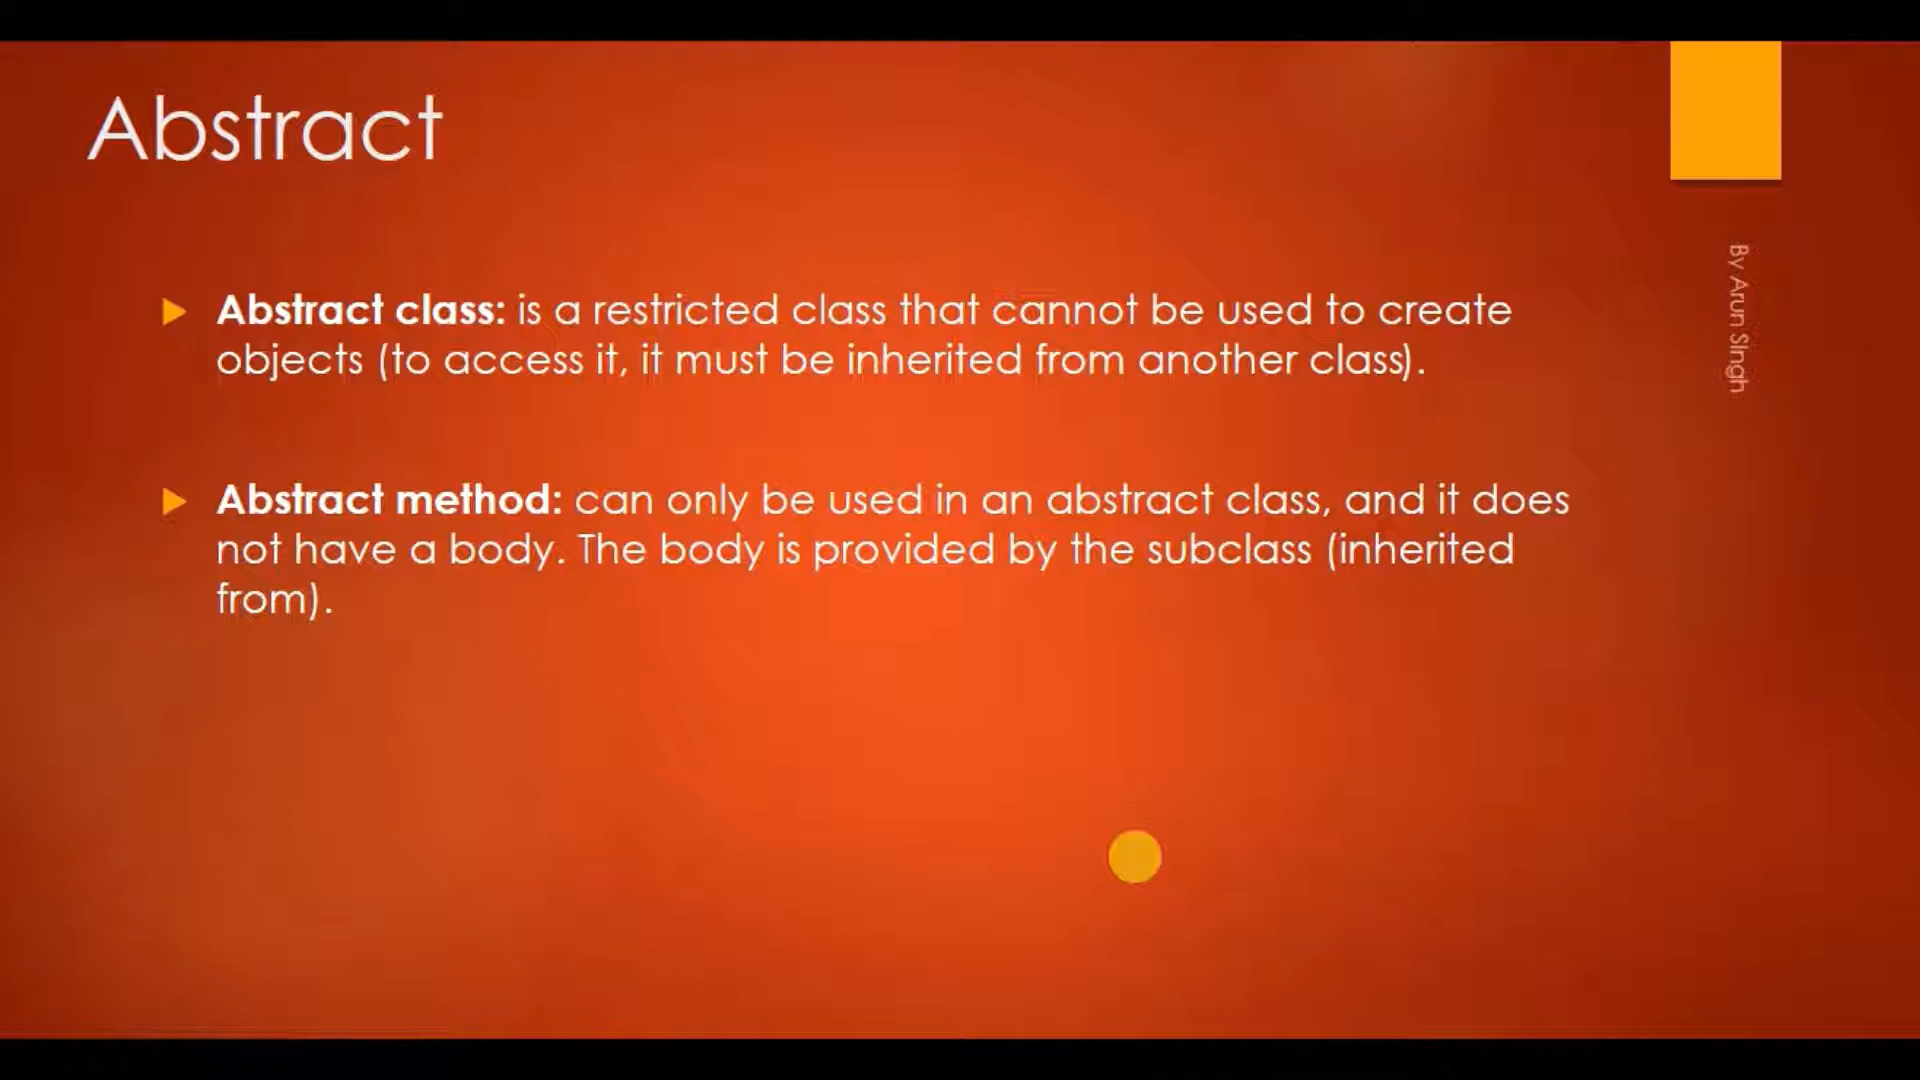 Abstract
Abstract class: is a restricted class that cannot be used to create
objects (to access it, it must be inherited from another class).
Abstract method: can only be used in an abstract class, and it does
not have a body. The body is provided by the subclass (inherited
from).
By Arun SIngh